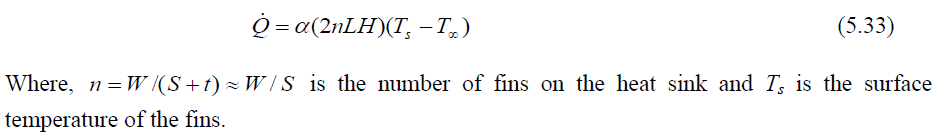 Q̇ = α(2nLH)(T_s − T_∞) (5.33)
Where, n = W /(S + t) ≈ W / S is the number of fins on the heat sink and T_s is the surface
temperature of the fins.